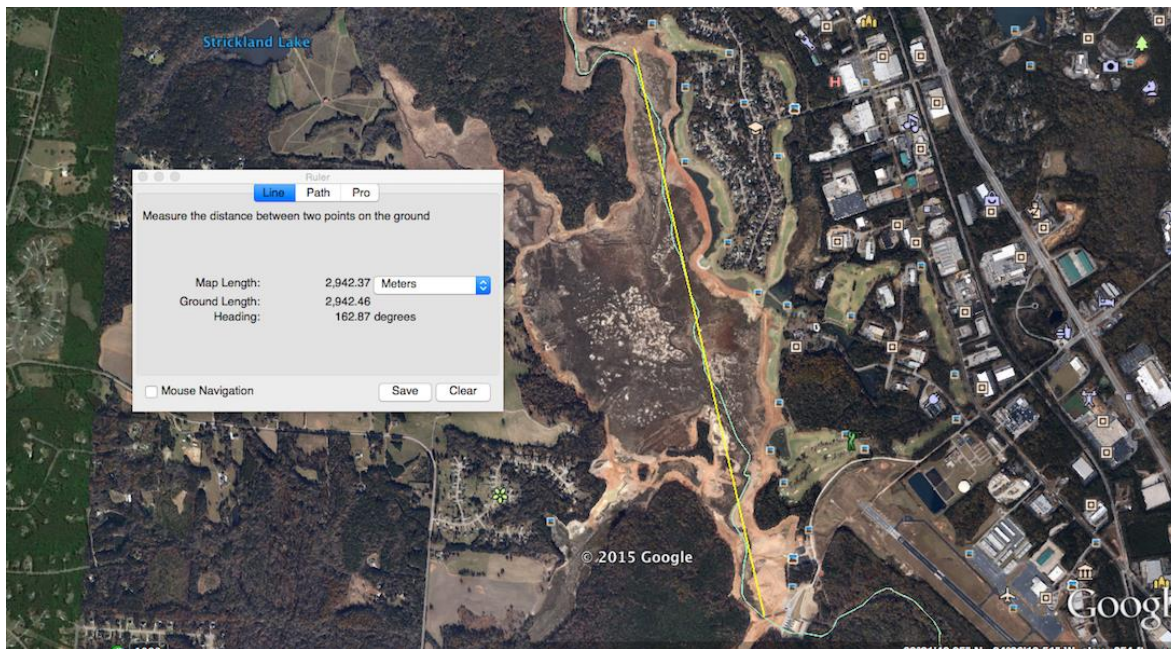 Strickland Lake
H
Ruler
Line Path Pro
Measure the distance between two points on the ground
Map Length: 2,942.37 Meters
Ground Length: 2,942.46
Heading: 162.87 degrees
Mouse Navigation Save Clear
© 2015 Google